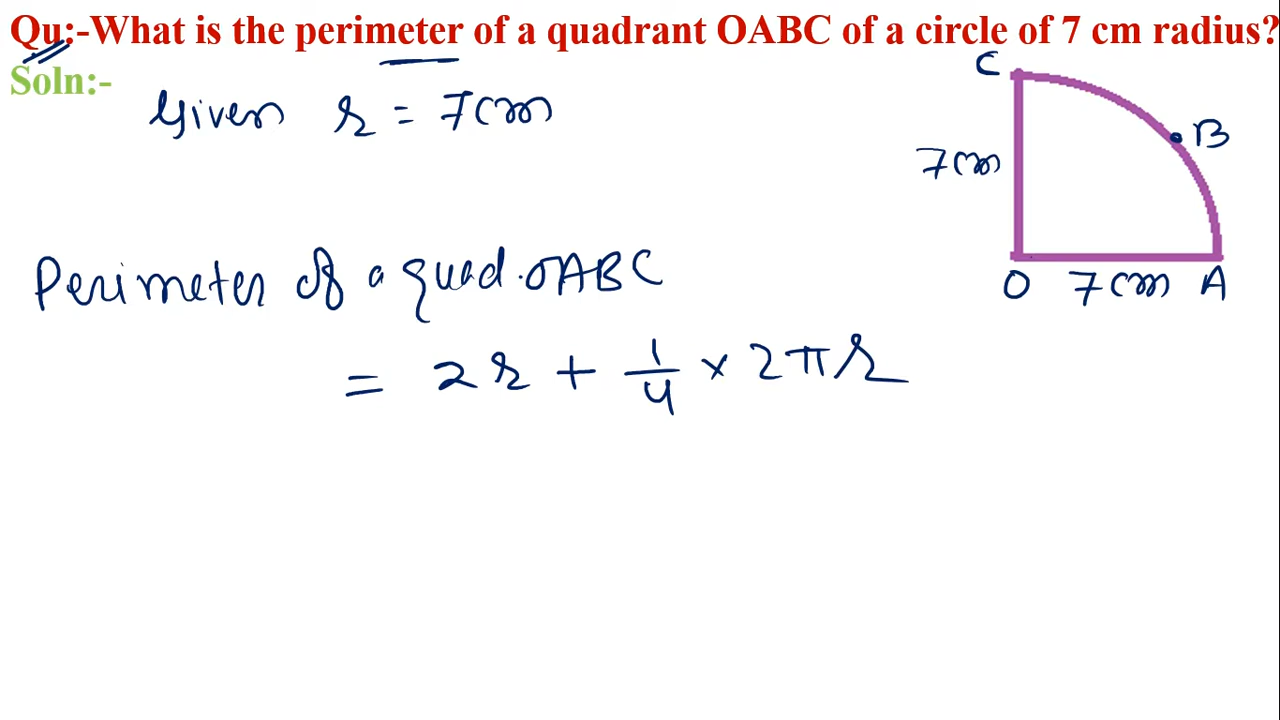 Qu:-What is the perimeter of a quadrant OABC of a circle of 7 cm radius?
Soln:-
Given r = 7cm
C
B
7cm
O 7cm A
Perimeter of a quad. OABC
= 2r + 1/4 × 2πr